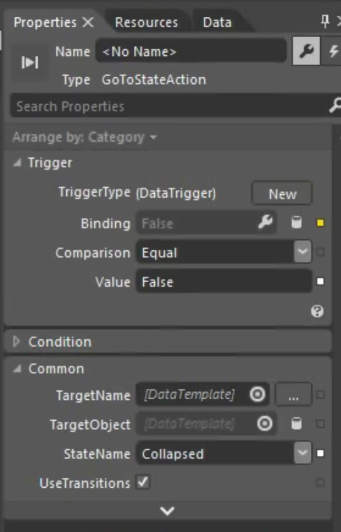 Properties Resources Data
Name <No Name>
Type GoToStateAction
Search Properties
Arrange by: Category
Trigger
TriggerType (DataTrigger) New
Binding False
Comparison Equal
Value False
Condition
Common
TargetName [DataTemplate] ...
TargetObject [DataTemplate]
StateName Collapsed
UseTransitions